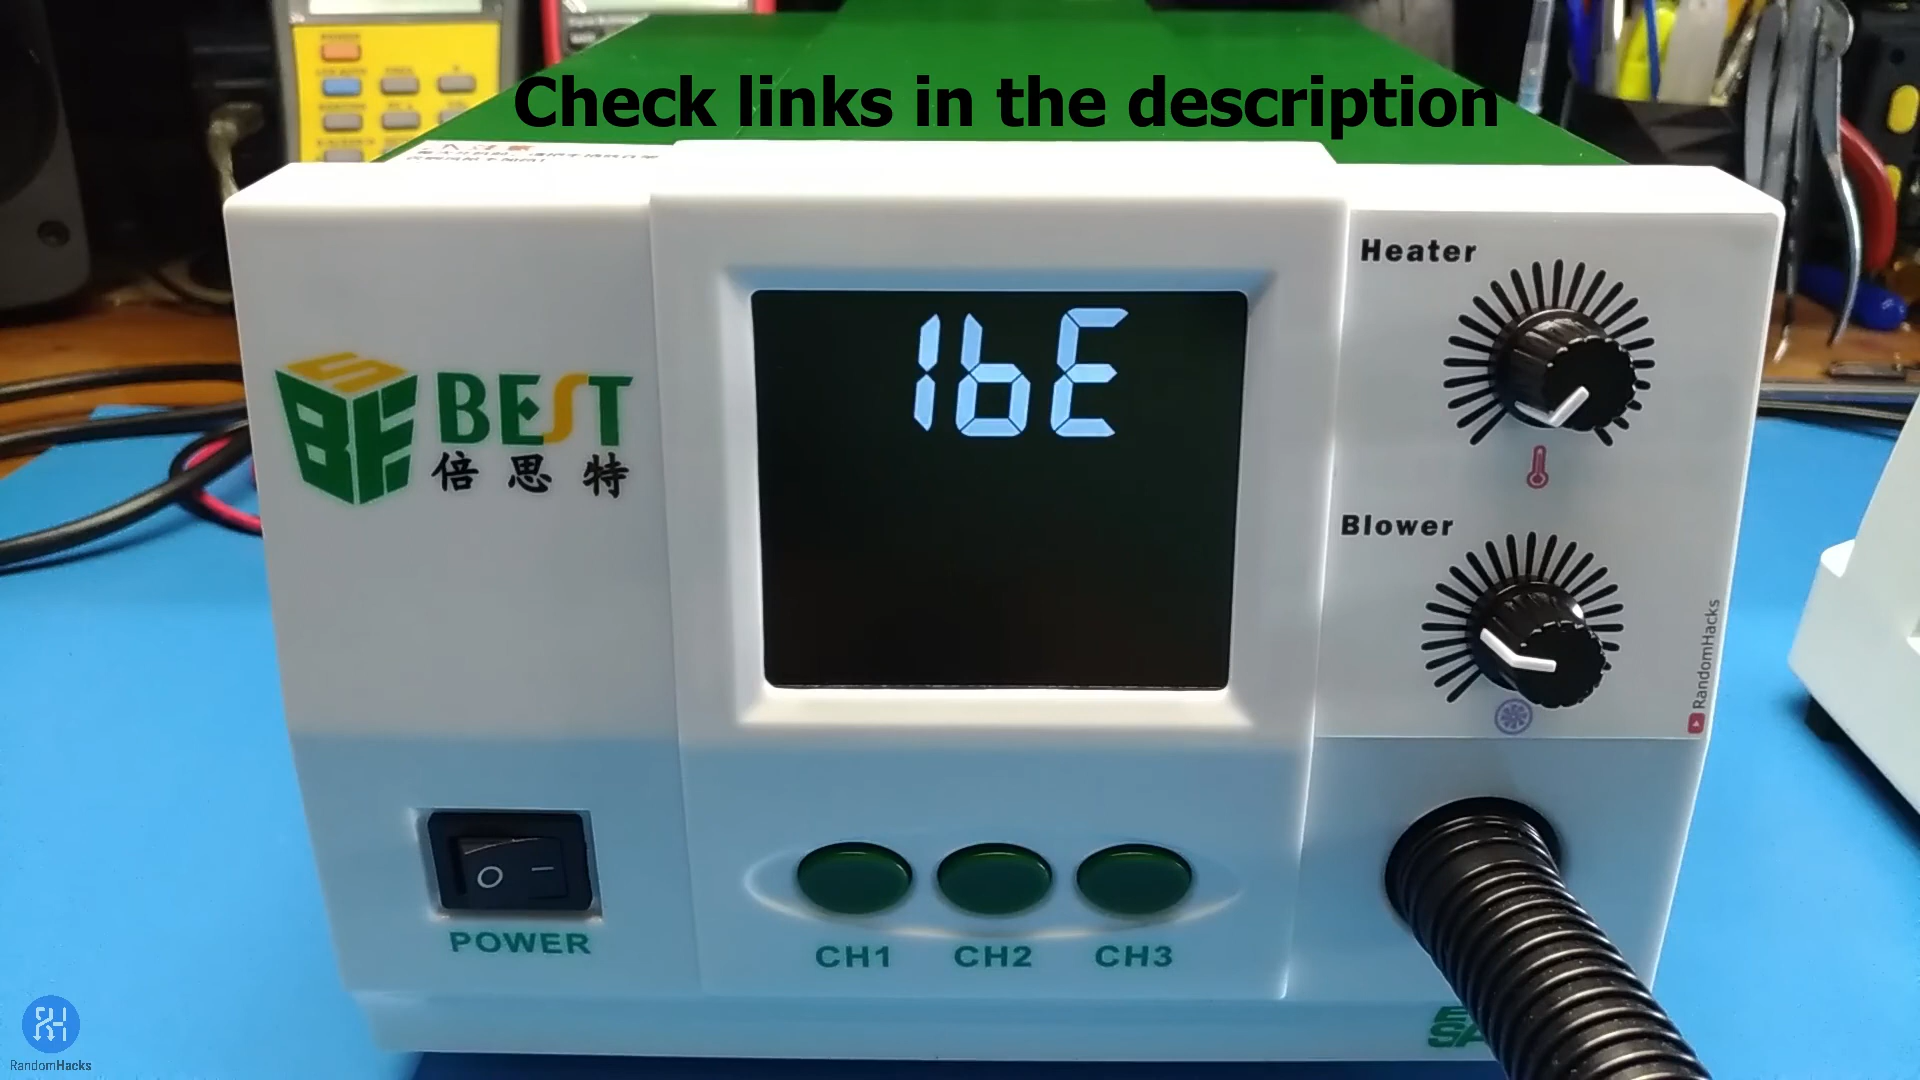 Check links in the description
Heater
16E
BEST
倍思特
Blower
RandomHacks
O
POWER
CH1 CH2 CH3
RandomHacks